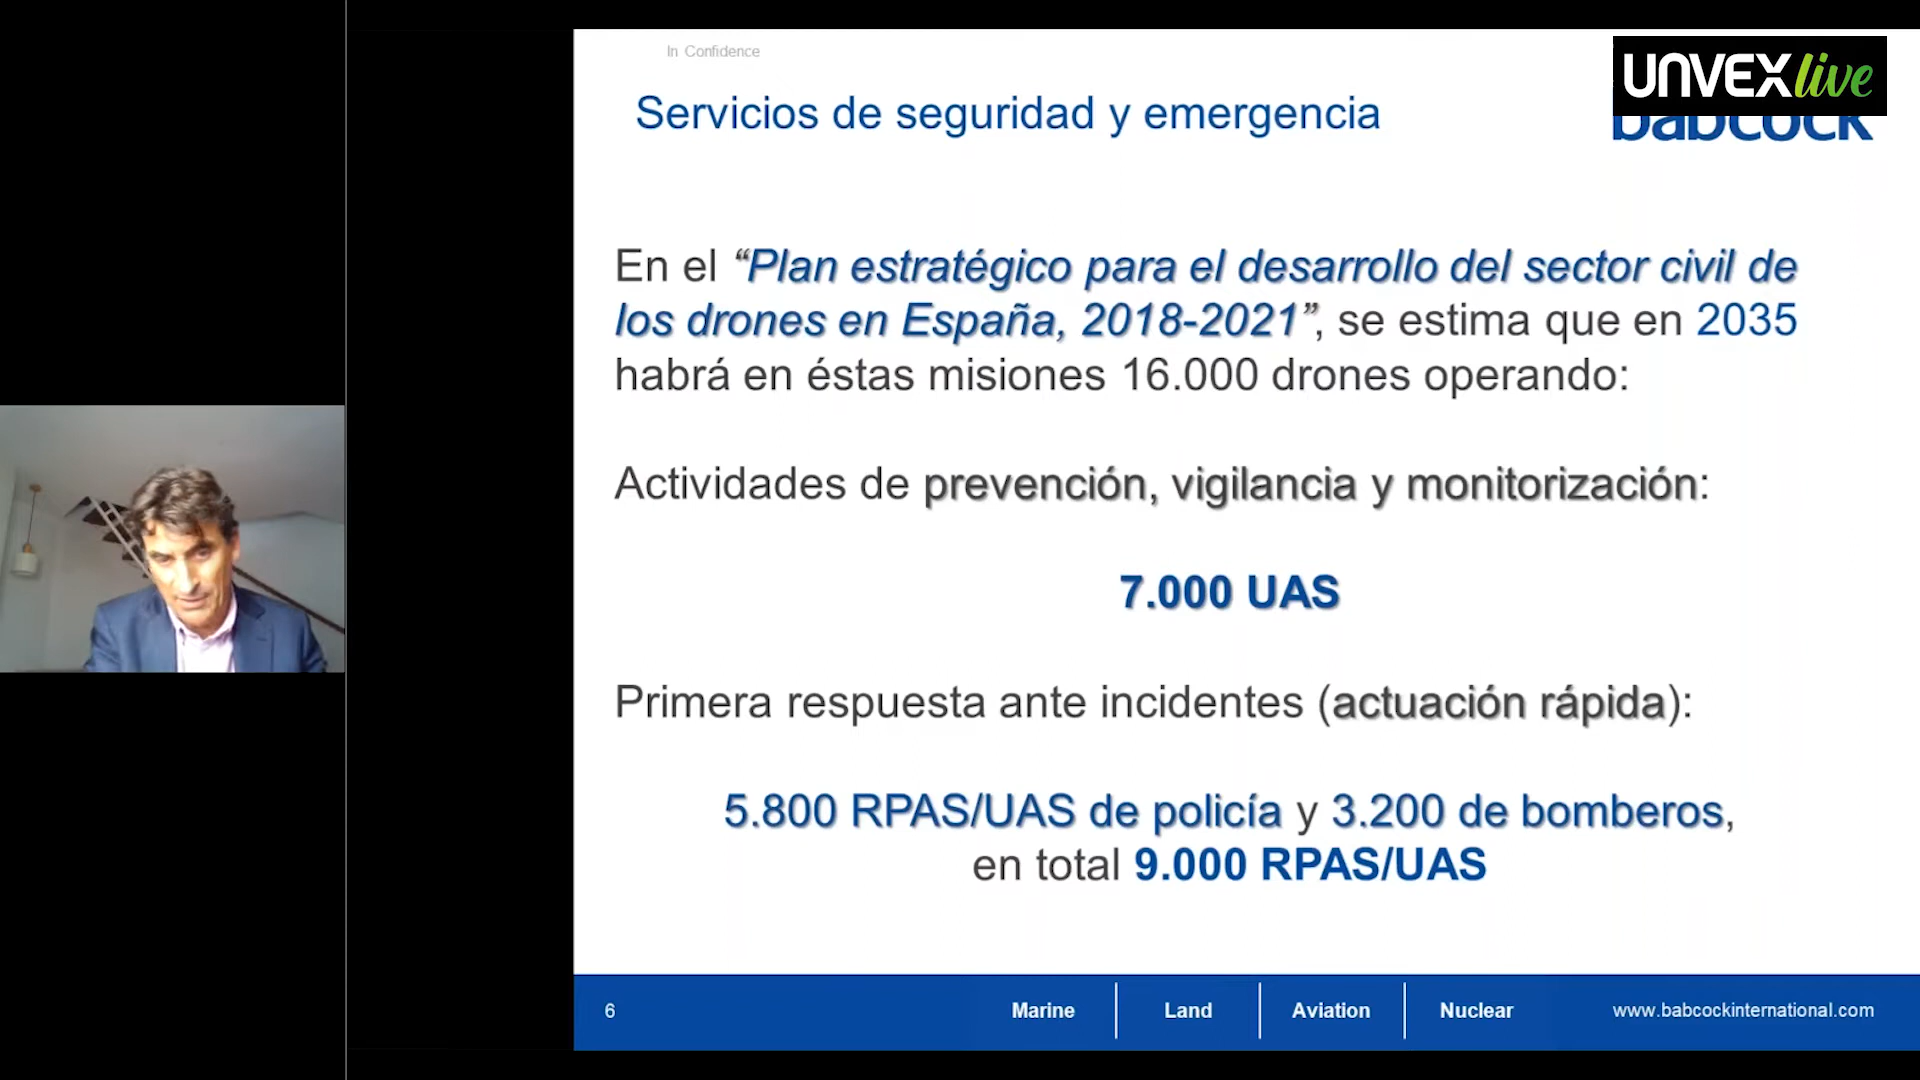 In Confidence
UNVEX live
babcock
Servicios de seguridad y emergencia
En el “Plan estratégico para el desarrollo del sector civil de
los drones en España, 2018-2021”, se estima que en 2035
habrá en éstas misiones 16.000 drones operando:
Actividades de prevención, vigilancia y monitorización:
7.000 UAS
Primera respuesta ante incidentes (actuación rápida):
5.800 RPAS/UAS de policía y 3.200 de bomberos,
en total 9.000 RPAS/UAS
6
Marine
Land
Aviation
Nuclear
www.babcockinternational.com